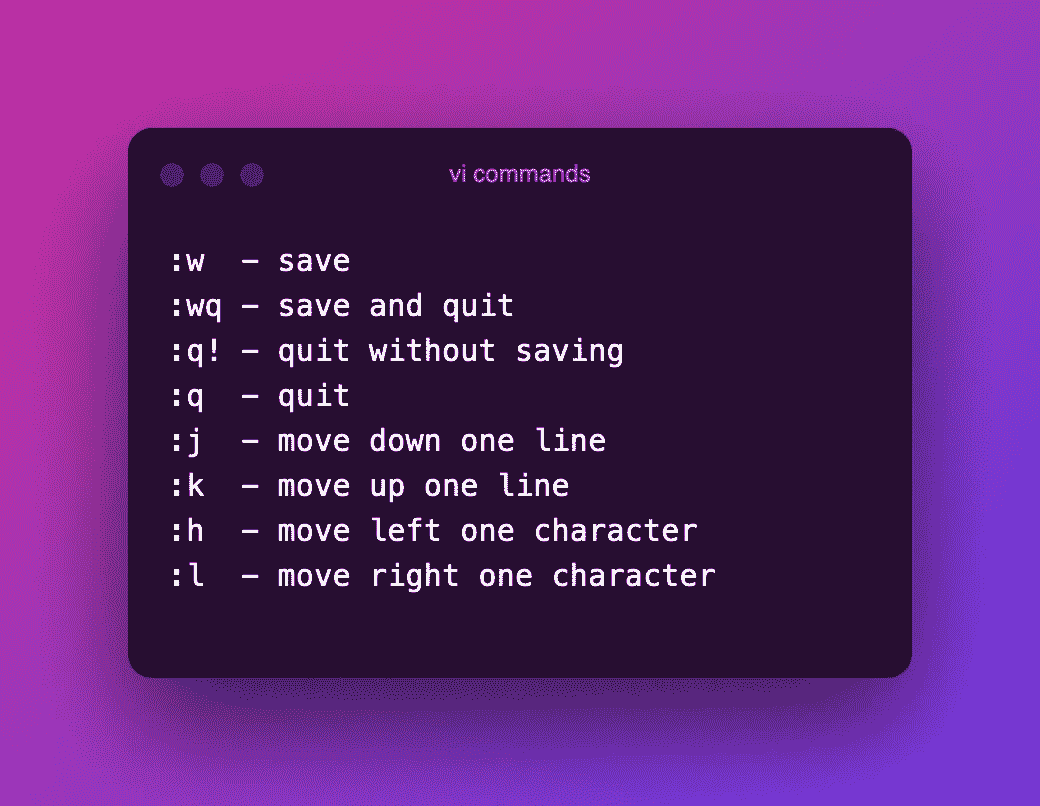 vi commands
:w  – save
:wq – save and quit
:q! – quit without saving
:q  – quit
:j  – move down one line
:k  – move up one line
:h  – move left one character
:l  – move right one character